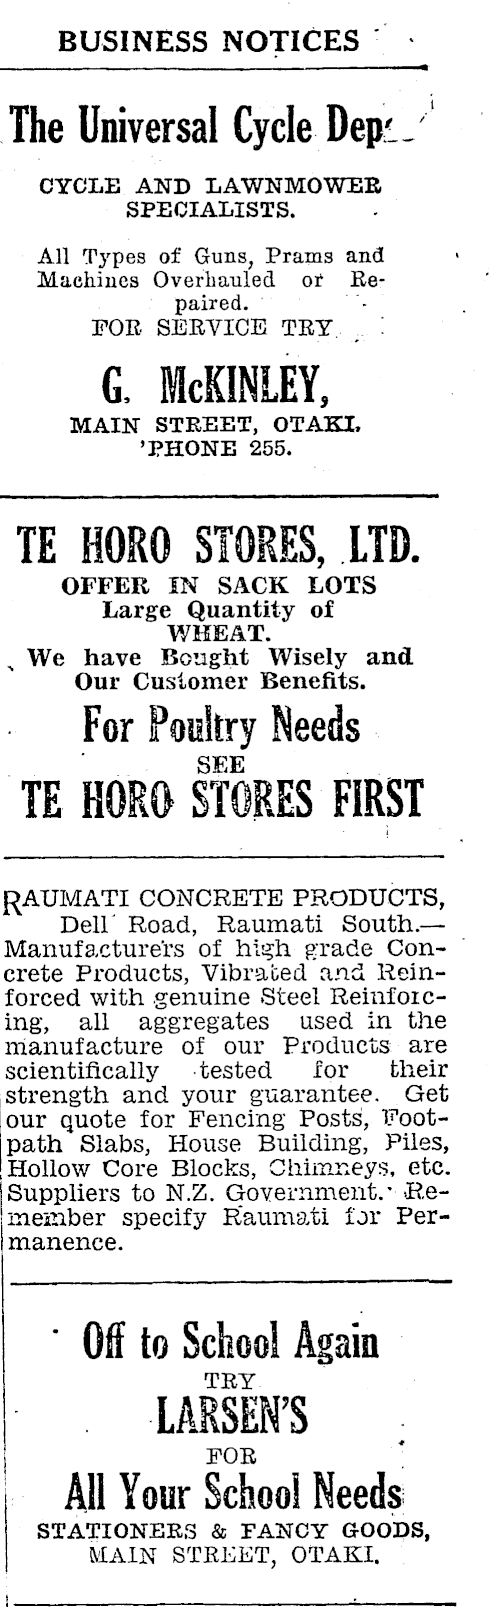 BUSINESS NOTICES
The Universal Cycle
CYCLE AND LAWNMOWER
SPECIALISTS.
All Types of Guns, Prams and
Machines Overhauled or Re-
paired.
FOR SERVICE TRY
G. McKINLEY,
MAIN STREET, OTAKI.
'PHONE 255.
TE HORO STORES, LTD.
OFFER IN SACK LOTS
Large Quantity of
WHEAT.
We have Bought Wisely and
Our Customer Benefits.
For Poultry Needs
SEE
TE HORO STORES FIRST
RAUMATI CONCRETE PRODUCTS,
Dell Road, Raumati South.—
Manufacturers of high grade Con-
crete Products, Vibrated and Rein-
forced with genuine Steel Reinforc-
ing, all aggregates used in the
manufacture of our Products are
scientifically tested for their
strength and your guarantee. Get
our quote for Fencing Posts, Foot-
path Slabs, House Building, Piles,
Hollow Core Blocks, Chimneys, etc.
Suppliers to N.Z. Government. Re-
member specify Raumati for Per-
manence.
Off to School Again
TRY
LARSEN'S
FOR
All Your School Needs
STATIONERS & FANCY GOODS,
MAIN STREET, OTAKI.